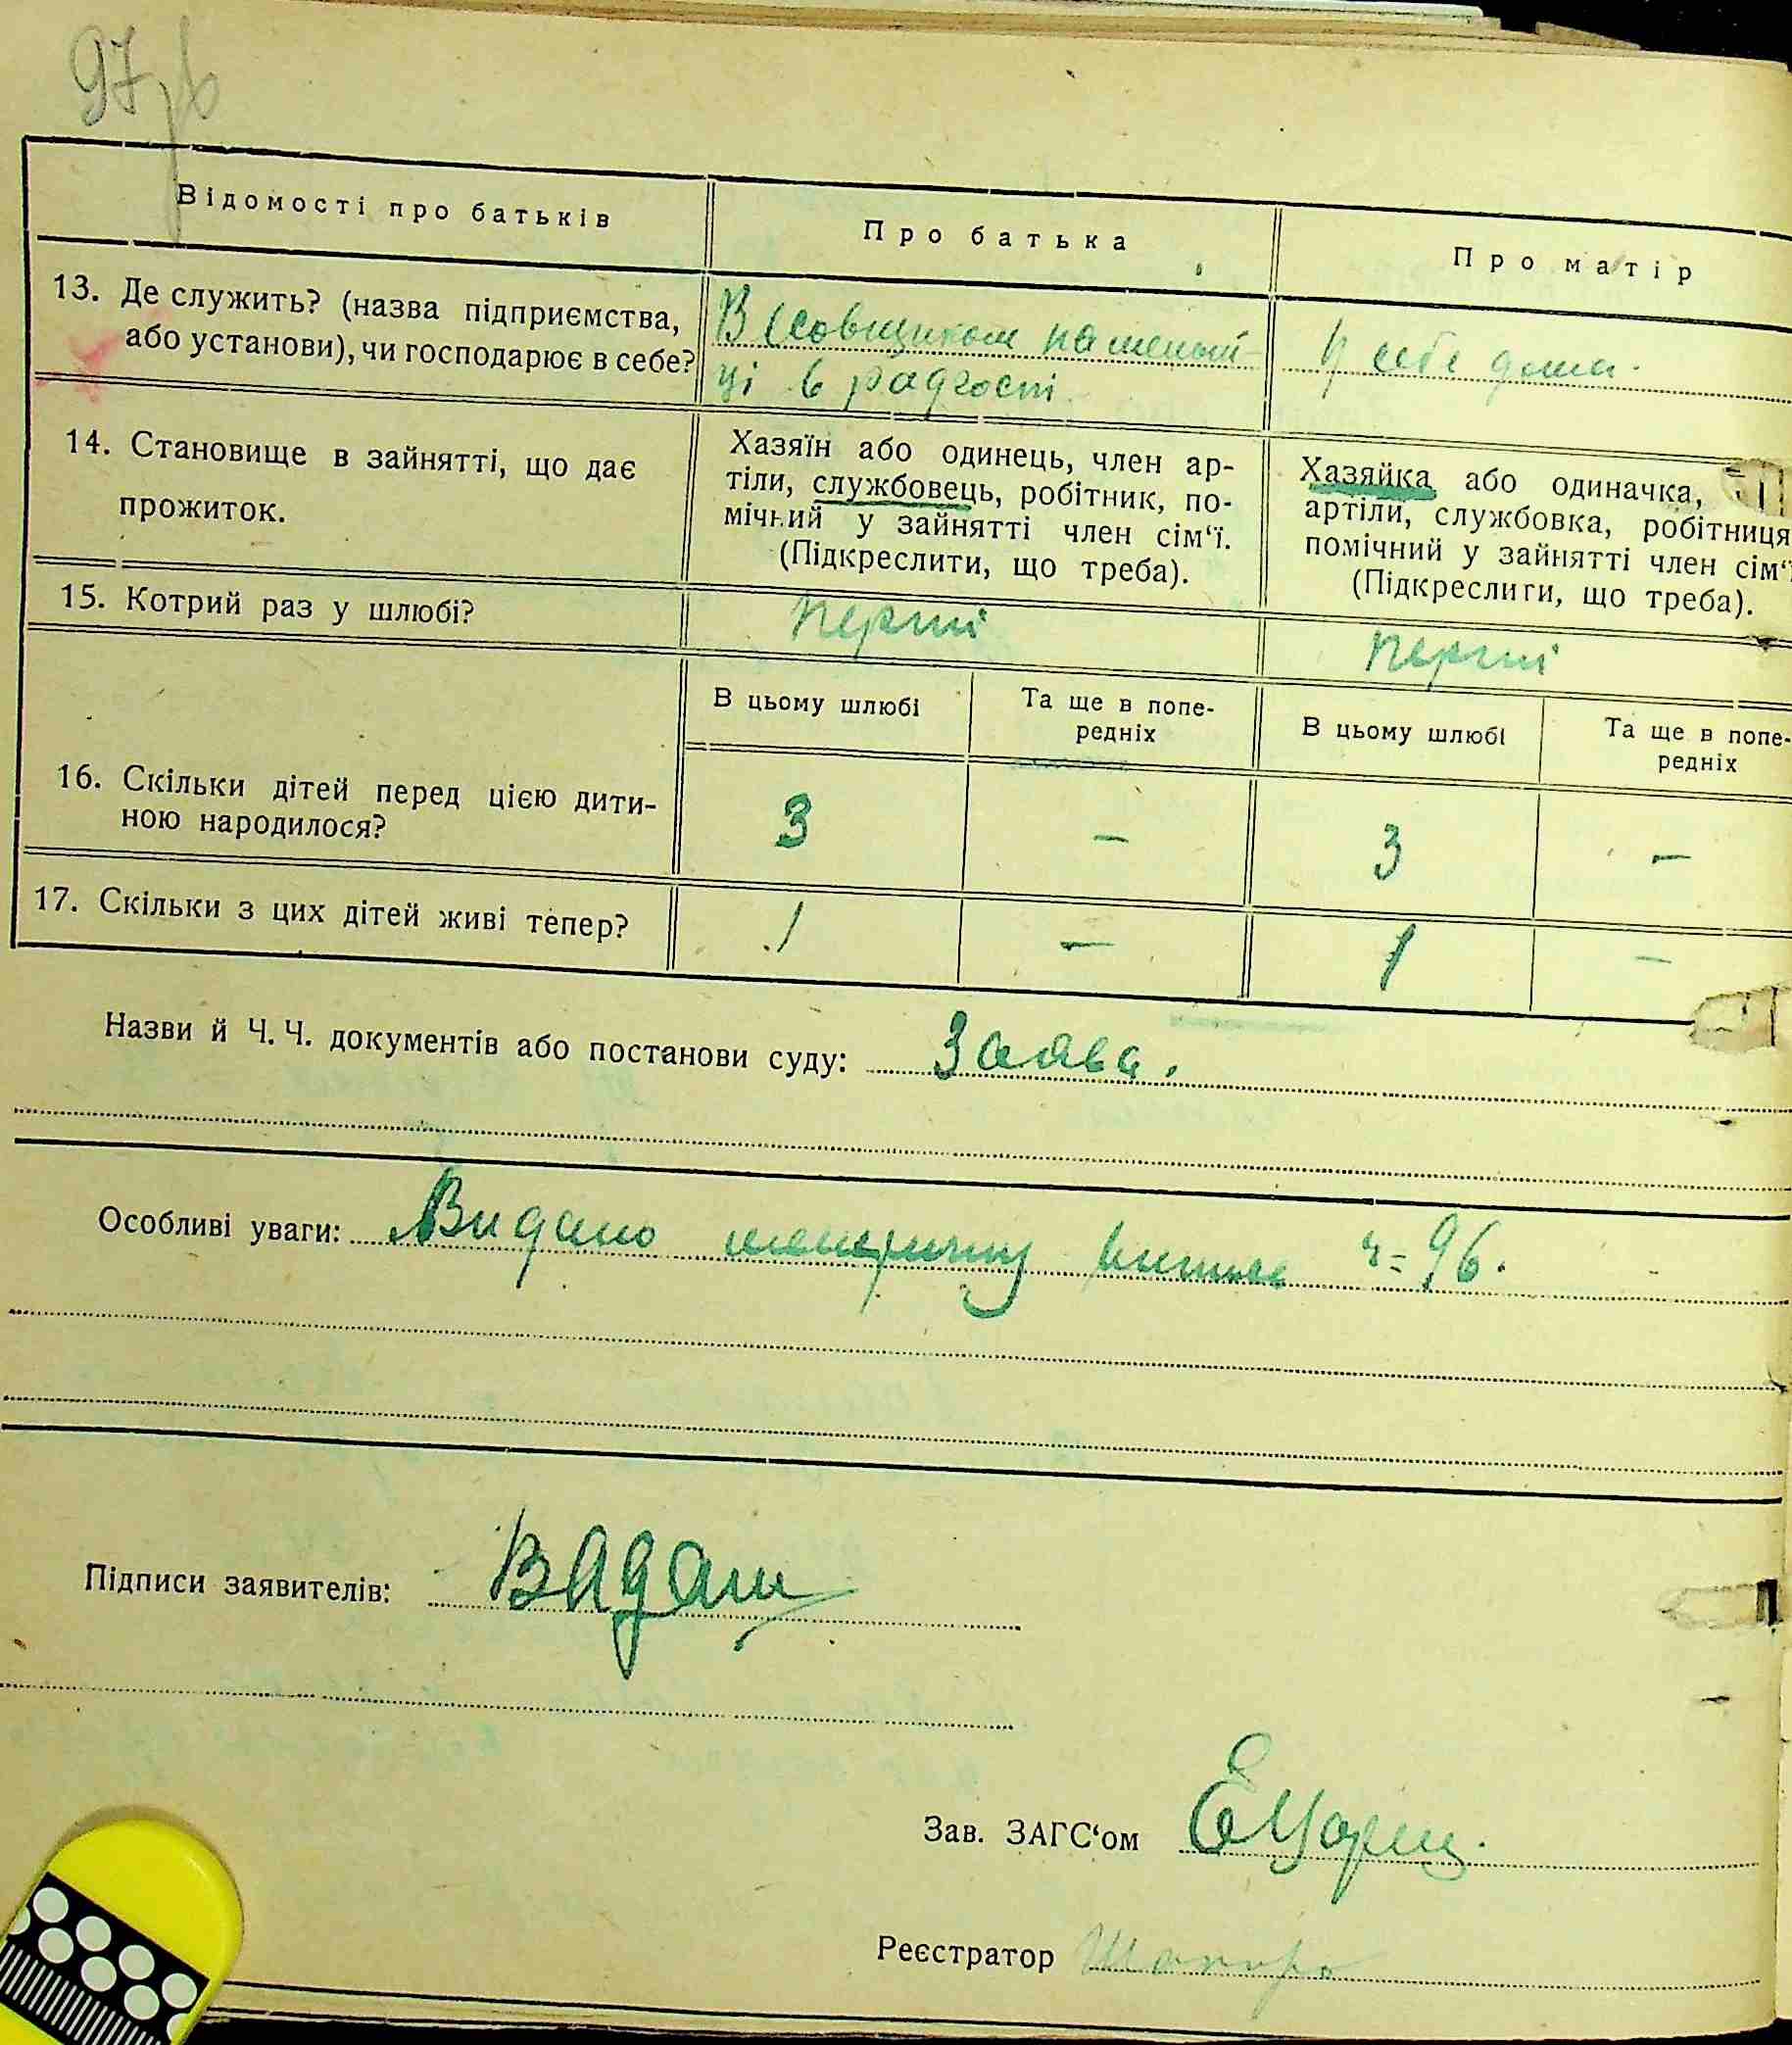 97
Відомості про батьків
Про батька
Про матір
13. Де служить? (назва підприємства,
або установи), чи господарює в себе?
Весовщиком на
ці в радгоспі
У себе дома.
14. Становище в зайнятті, що дає
прожиток.
Хазяїн або одинець, член ар-
тіли, службовець, робітник, по-
мічний у зайнятті член сім‘ї.
(Підкреслити, що треба).
Хазяйка або одиначка,
артіли, службовка, робітниця
помічний у зайнятті член сім‘ї
(Підкреслити, що треба).
15. Котрий раз у шлюбі?
перші
перші
В цьому шлюбі
Та ще в попе-
редніх
В цьому шлюбі
Та ще в попе-
редніх
16. Скільки дітей перед цією дити-
ною народилося?
3 — 3 —
17. Скільки з цих дітей живі тепер?
1 — 1 —
Назви й Ч. Ч. документів або постанови суду: Заява.
Особливі уваги: Видано ч = 96.
Підписи заявителів:
Зав. ЗАГС‘ом
Реєстратор